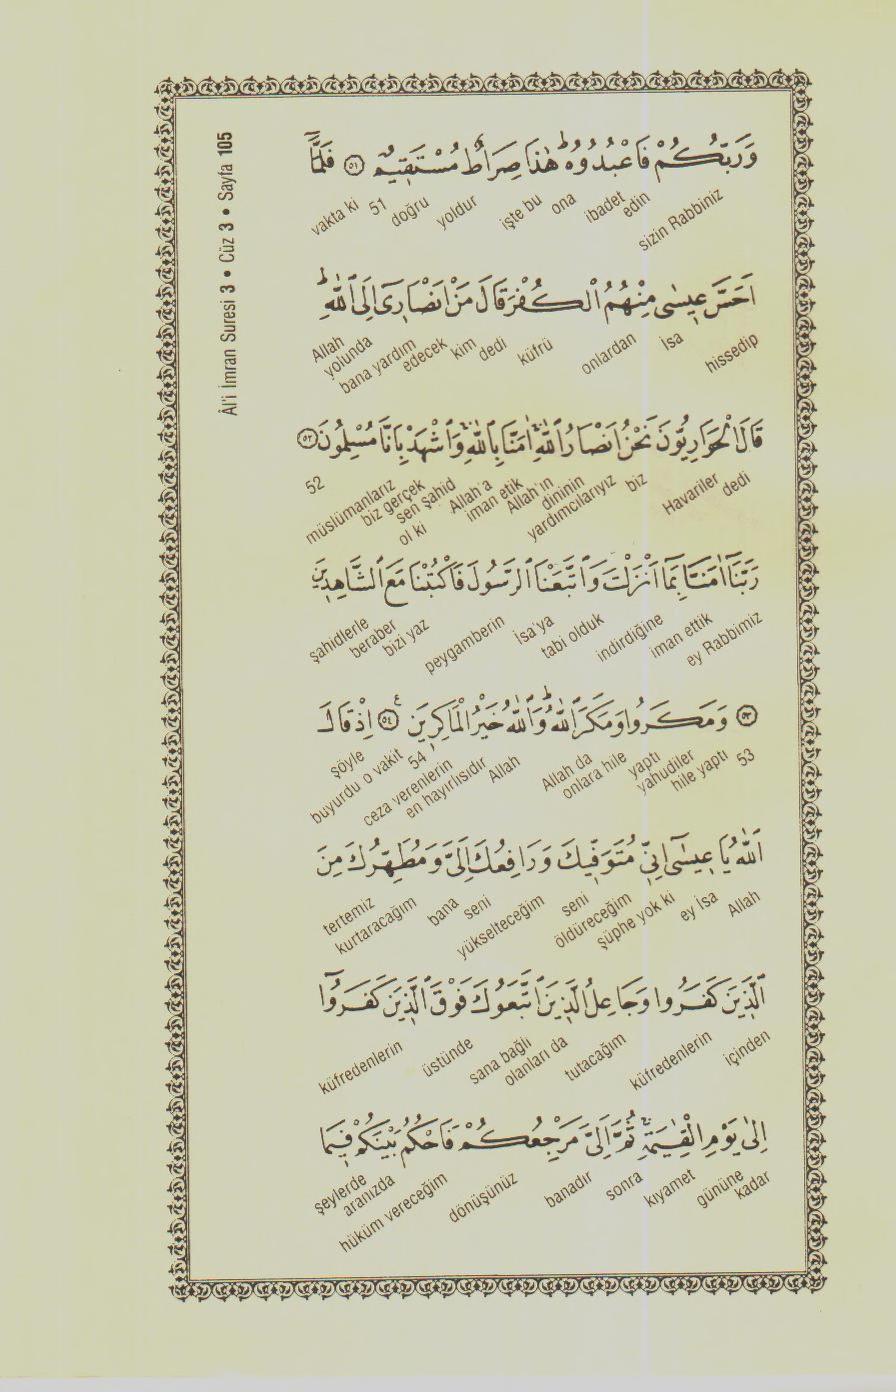 Âl'i İmran Suresi 3 • Cüz 3 • Sayfa 105
وَرَبُّكُمْ فَاعْبُدُوهُ هٰذَا صِرَاطٌ مُسْتَقِيمٌ ﴿٥١﴾ فَلَمَّٓا
sizin Rabbiniz ibadet edin ona işte bu yoldur doğru 51 vakta ki
اَحَسَّ عِيسٰى مِنْهُمُ الْكُفْرَ قَالَ مَنْ اَنْصَارِٓى اِلَى اللّٰهِ
hissedip İsa onlardan küfrü dedi kim bana yardım edecek Allah yolunda
قَالَ الْحَوَارِيُّونَ نَحْنُ اَنْصَارُ اللّٰهِ اٰمَنَّا بِاللّٰهِ وَاشْهَدْ بِاَنَّا مُسْلِمُونَ ﴿٥٢﴾
dedi Havariler biz Allah'ın dininin yardımcılarıyız iman etik Allah'a sen şahid ol ki biz gerçek müslümanlarız 52
رَبَّنَٓا اٰمَنَّا بِمَٓا اَنْزَلْتَ وَاتَّبَعْنَا الرَّسُولَ فَاكْتُبْنَا مَعَ الشَّاهِدِينَ
ey Rabbimiz iman ettik indirdiğine tabi olduk İsa'ya peygamberin bizi yaz şahidlerle beraber
﴿٥٣﴾ وَمَكَرُوا وَمَكَرَ اللّٰهُ وَاللّٰهُ خَيْرُ الْمَاكِرِينَ ﴿٥٤﴾ ع اِذْ قَالَ
53 yahudiler hile yaptı yaptı Allah da onlara hile Allah ceza verenlerin en hayırlısıdır 54 buyurdu o vakit şöyle
اَللّٰهُ يَا عِيسٰٓى اِنِّى مُتَوَفِّيكَ وَرَافِعُكَ اِلَىَّ وَمُطَهِّرُكَ مِنَ
Allah ey İsa şüphe yok ki öldüreceğim seni yükselteceğim seni bana kurtaracağım tertemiz
الَّذِينَ كَفَرُوا وَجَاعِلُ الَّذِينَ اتَّبَعُوكَ فَوْقَ الَّذِينَ كَفَرُٓوا
içinden küfredenlerin tutacağım sana bağlı olanları da üstünde küfredenlerin
اِلٰى يَوْمِ الْقِيٰمَةِ ثُمَّ اِلَىَّ مَرْجِعُكُمْ فَاَحْكُمُ بَيْنَكُمْ فِيمَا
gününe kadar kıyamet sonra banadır dönüşünüz hüküm vereceğim aranızda şeylerde